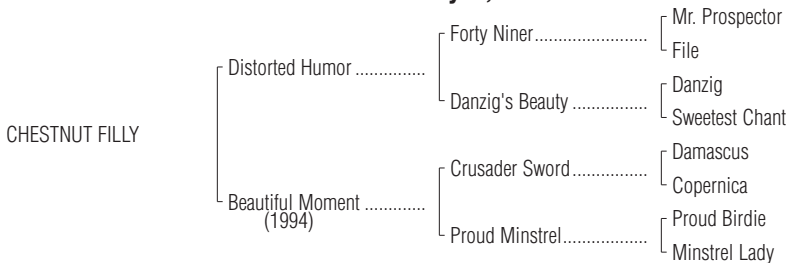 Mr. Prospector
Forty Niner
File
Distorted Humor
Danzig
Danzig's Beauty
Sweetest Chant
CHESTNUT FILLY
Damascus
Crusader Sword
Copernica
Beautiful Moment
(1994)
Proud Birdie
Proud Minstrel
Minstrel Lady